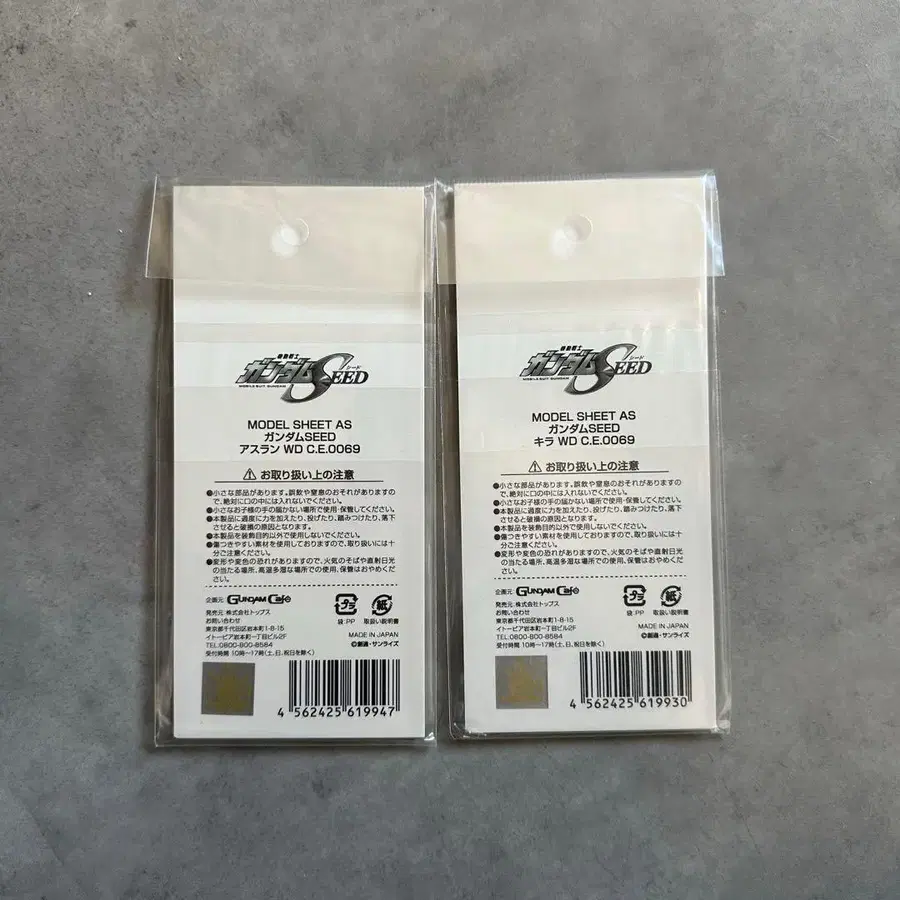 機動戦士
ガンダムSEED
シード
MOBILE SUIT GUNDAM
MODEL SHEET AS
ガンダムSEED
アスラン WD C.E.0069
お取り扱い上の注意
●小さな部品があります。誤飲や窒息のおそれがありますの
で、絶対に口の中には入れないでください。
●小さなお子様の手の届かない場所で使用・保管してください。
●本製品に過度に力を加えたり、投げたり、踏みつけたり、落下
させると破損の原因となります。
●本製品を装飾目的以外で使用しないでください。
●傷つきやすい素材を使用しておりますので、取り扱いには十
分ご注意ください。
●変形や変色の恐れがありますので、火気のそばや直射日光
の当たる場所、高温多湿な場所での使用、保管はおやめくだ
さい。
企画元: GUNDAM Café
発売元: 株式会社トップス
お問い合わせ
東京都千代田区岩本町1-8-15
イトーピア岩本町一丁目ビル2F
TEL.0800-800-8584
受付時間 10時~17時(土、日、祝日を除く)
プラ
袋:PP
紙
取扱い説明書
MADE IN JAPAN
©創通・サンライズ
4 562425 619947
機動戦士
ガンダムSEED
シード
MOBILE SUIT GUNDAM
MODEL SHEET AS
ガンダムSEED
キラ WD C.E.0069
お取り扱い上の注意
●小さな部品があります。誤飲や窒息のおそれがありますの
で、絶対に口の中には入れないでください。
●小さなお子様の手の届かない場所で使用・保管してください。
●本製品に過度に力を加えたり、投げたり、踏みつけたり、落下
させると破損の原因となります。
●本製品を装飾目的以外で使用しないでください。
●傷つきやすい素材を使用しておりますので、取り扱いには十
分ご注意ください。
●変形や変色の恐れがありますので、火気のそばや直射日光
の当たる場所、高温多湿な場所での使用、保管はおやめくだ
さい。
企画元: GUNDAM Café
発売元: 株式会社トップス
お問い合わせ
東京都千代田区岩本町1-8-15
イトーピア岩本町一丁目ビル2F
TEL.0800-800-8584
受付時間 10時~17時(土、日、祝日を除く)
プラ
袋:PP
紙
取扱い説明書
MADE IN JAPAN
©創通・サンライズ
4 562425 619930